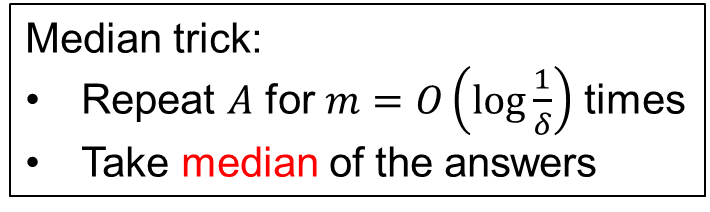 Median trick:
• Repeat A for m = O (log 1/δ) times
• Take median of the answers